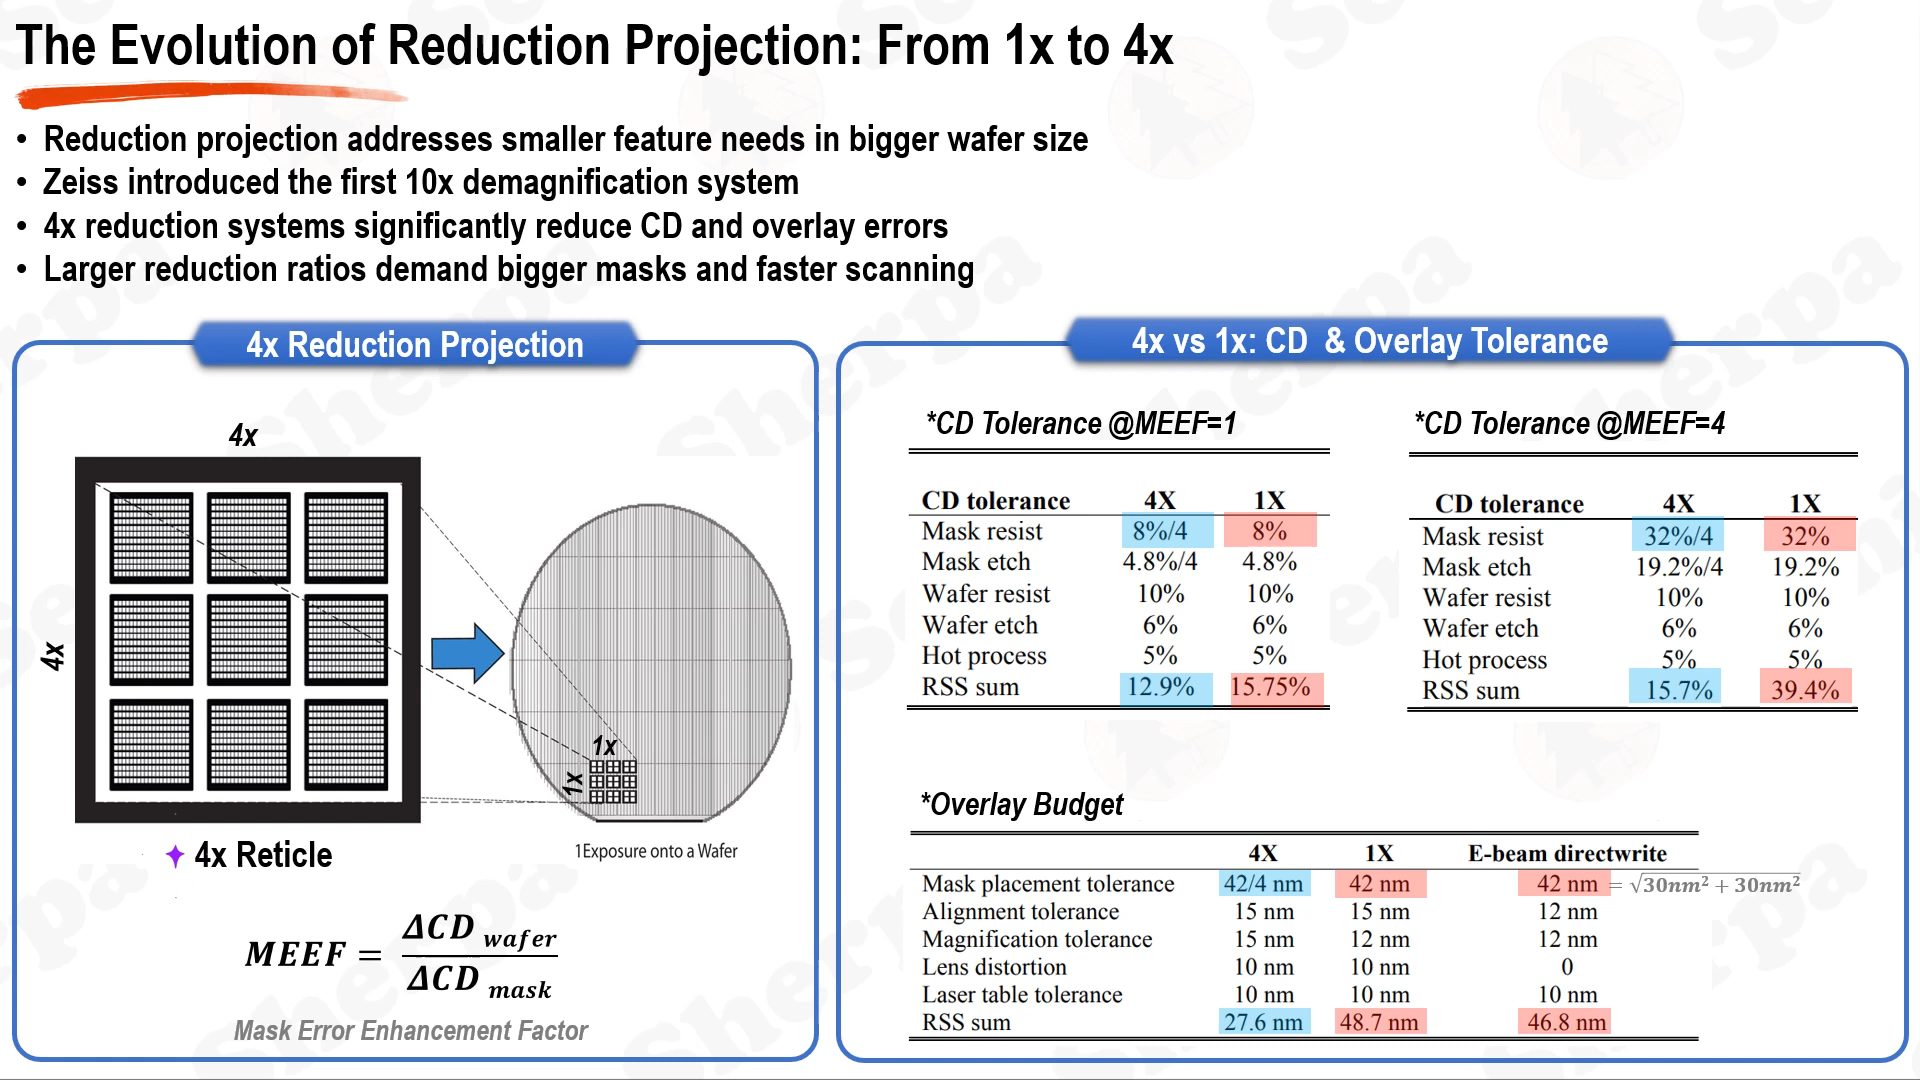 The Evolution of Reduction Projection: From 1x to 4x
• Reduction projection addresses smaller feature needs in bigger wafer size
• Zeiss introduced the first 10x demagnification system
• 4x reduction systems significantly reduce CD and overlay errors
• Larger reduction ratios demand bigger masks and faster scanning
4x Reduction Projection
4x
4x
1x
1x
4x Reticle
1Exposure onto a Wafer
MEEF = ΔCD wafer / ΔCD mask
Mask Error Enhancement Factor
4x vs 1x: CD & Overlay Tolerance
*CD Tolerance @MEEF=1
CD tolerance 4X 1X
Mask resist 8%/4 8%
Mask etch 4.8%/4 4.8%
Wafer resist 10% 10%
Wafer etch 6% 6%
Hot process 5% 5%
RSS sum 12.9% 15.75%
*CD Tolerance @MEEF=4
CD tolerance 4X 1X
Mask resist 32%/4 32%
Mask etch 19.2%/4 19.2%
Wafer resist 10% 10%
Wafer etch 6% 6%
Hot process 5% 5%
RSS sum 15.7% 39.4%
*Overlay Budget
4X 1X E-beam directwrite
Mask placement tolerance 42/4 nm 42 nm 42 nm = √30nm² + 30nm²
Alignment tolerance 15 nm 15 nm 12 nm
Magnification tolerance 15 nm 12 nm 12 nm
Lens distortion 10 nm 10 nm 0
Laser table tolerance 10 nm 10 nm 10 nm
RSS sum 27.6 nm 48.7 nm 46.8 nm
Sherpa